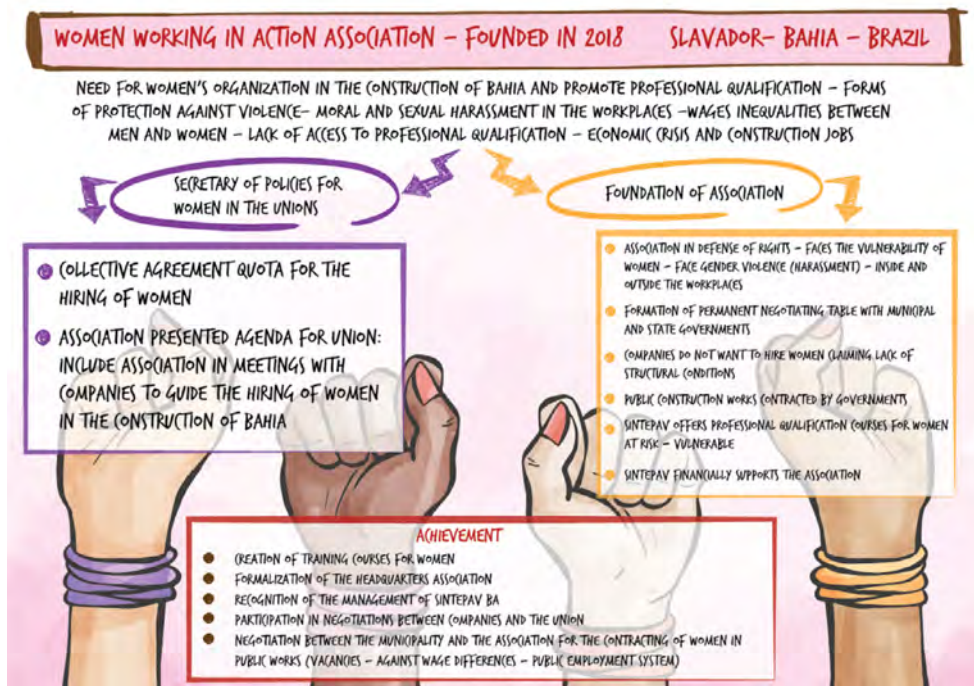 WOMEN WORKING IN ACTION ASSOCIATION – FOUNDED IN 2018 SLAVADOR– BAHIA – BRAZIL
NEED FOR WOMEN'S ORGANIZATION IN THE CONSTRUCTION OF BAHIA AND PROMOTE PROFESSIONAL QUALIFICATION – FORMS
OF PROTECTION AGAINST VIOLENCE– MORAL AND SEXUAL HARASSMENT IN THE WORKPLACES –WAGES INEQUALITIES BETWEEN
MEN AND WOMEN – LACK OF ACCESS TO PROFESSIONAL QUALIFICATION – ECONOMIC CRISIS AND CONSTRUCTION JOBS
SECRETARY OF POLICIES FOR
WOMEN IN THE UNIONS
COLLECTIVE AGREEMENT QUOTA FOR THE
HIRING OF WOMEN
ASSOCIATION PRESENTED AGENDA FOR UNION:
INCLUDE ASSOCIATION IN MEETINGS WITH
COMPANIES TO GUIDE THE HIRING OF WOMEN
IN THE CONSTRUCTION OF BAHIA
FOUNDATION OF ASSOCIATION
ASSOCIATION IN DEFENSE OF RIGHTS – FACES THE VULNERABILITY OF
WOMEN – FACE GENDER VIOLENCE (HARASSMENT) – INSIDE AND
OUTSIDE THE WORKPLACES
FORMATION OF PERMANENT NEGOTIATING TABLE WITH MUNICIPAL
AND STATE GOVERNMENTS
COMPANIES DO NOT WANT TO HIRE WOMEN CLAIMING LACK OF
STRUCTURAL CONDITIONS
PUBLIC CONSTRUCTION WORKS CONTRACTED BY GOVERNMENTS
SINTEPAV OFFERS PROFESSIONAL QUALIFICATION COURSES FOR WOMEN
AT RISK – VULNERABLE
SINTEPAV FINANCIALLY SUPPORTS THE ASSOCIATION
ACHIEVEMENT
CREATION OF TRAINING COURSES FOR WOMEN
FORMALIZATION OF THE HEADQUARTERS ASSOCIATION
RECOGNITION OF THE MANAGEMENT OF SINTEPAV BA
PARTICIPATION IN NEGOTIATIONS BETWEEN COMPANIES AND THE UNION
NEGOTIATION BETWEEN THE MUNICIPALITY AND THE ASSOCIATION FOR THE CONTRACTING OF WOMEN IN
PUBLIC WORKS (VACANCIES – AGAINST WAGE DIFFERENCES – PUBLIC EMPLOYMENT SYSTEM)